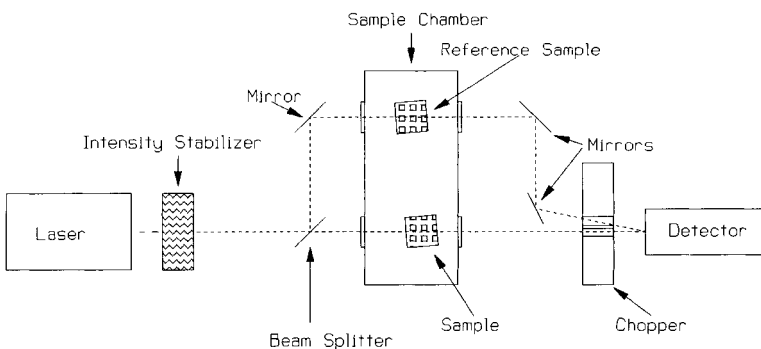 Sample Chamber
Reference Sample
Mirror
Intensity Stabilizer
Mirrors
Laser
Detector
Sample
Chopper
Beam Splitter